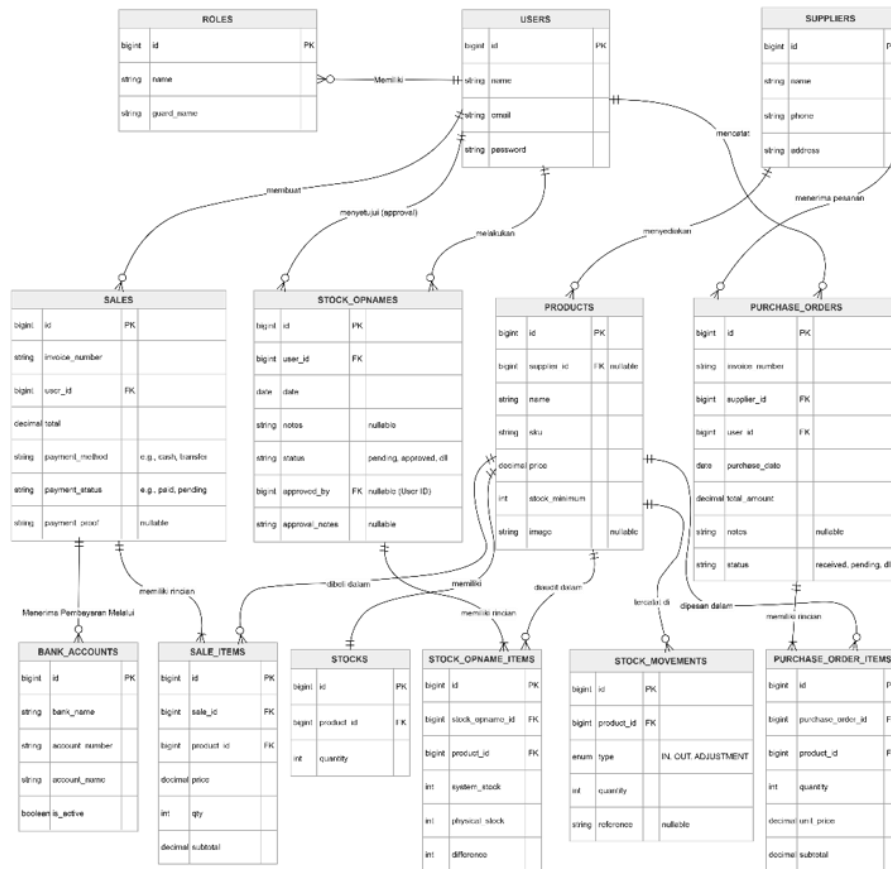 ROLES
bigint id PK
string name
string guard_name
USERS
bigint id PK
string name
string email
string password
SUPPLIERS
bigint id
string name
string phone
string address
Memiliki
mencatat
membuat
menyetujui (approval)
melakukan
menyediakan
menerima pesanan
SALES
bigint id PK
string invoice_number
bigint user_id FK
decimal total
string payment_method e.g., cash, transfer
string payment_status e.g., paid, pending
string payment_proof nullable
STOCK_OPNAMES
bigint id PK
bigint user_id FK
date date
string notes nullable
string status pending, approved, dll
bigint approved_by FK nullable (User ID)
string approval_notes nullable
PRODUCTS
bigint id PK
bigint supplier_id FK nullable
string name
string sku
decimal price
int stock_minimum
string image nullable
PURCHASE_ORDERS
bigint id PK
string invoice_number
bigint supplier_id FK
bigint user_id FK
date purchase_date
decimal total_amount
string notes nullable
string status received, pending, dll
Menerima Pembayaran Melalui
memiliki rincian
dibeli dalam
memiliki
memiliki rincian
diaudit dalam
tercatat di
dipesan dalam
memiliki rincian
BANK_ACCOUNTS
bigint id PK
string bank_name
string account_number
string account_name
boolean is_active
SALE_ITEMS
bigint id PK
bigint sale_id FK
bigint product_id FK
decimal price
int qty
decimal subtotal
STOCKS
bigint id PK
bigint product_id FK
int quantity
STOCK_OPNAME_ITEMS
bigint id PK
bigint stock_opname_id FK
bigint product_id FK
int system_stock
int physical_stock
int difference
STOCK_MOVEMENTS
bigint id PK
bigint product_id FK
enum type IN, OUT, ADJUSTMENT
int quantity
string reference nullable
PURCHASE_ORDER_ITEMS
bigint id
bigint purchase_order_id
bigint product_id
int quantity
decimal unit_price
decimal subtotal